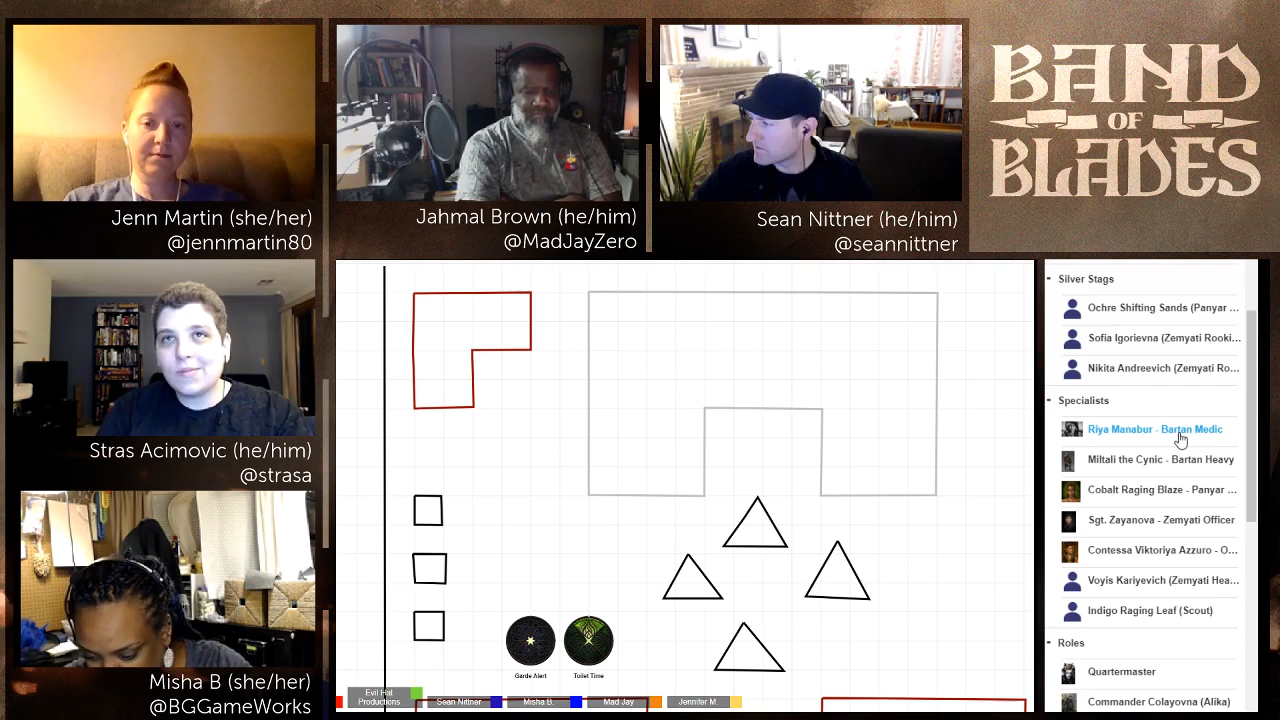 Jenn Martin (she/her)
@jennmartin80
Jahmal Brown (he/him)
@MadJayZero
Sean Nittner (he/him)
@seannittner
BAND
OF
BLADES
Stras Acimovic (he/him)
@strasa
Misha B (she/her)
@BGGameWorks
Garde Alert
Toilet Time
Evil Hat
Productions
Sean Nittner
Misha B.
Mad Jay
Jennifer M.
Silver Stags
Ochre Shifting Sands (Panyar ...
Sofia Igorievna (Zemyati Rooki...
Nikita Andreevich (Zemyati Ro...
Specialists
Riya Manabur - Bartan Medic
Miltali the Cynic - Bartan Heavy
Cobalt Raging Blaze - Panyar ...
Sgt. Zayanova - Zemyati Officer
Contessa Viktoriya Azzuro - O...
Voyis Kariyevich (Zemyati Hea...
Indigo Raging Leaf (Scout)
Roles
Quartermaster
Commander Colayovna (Alika)